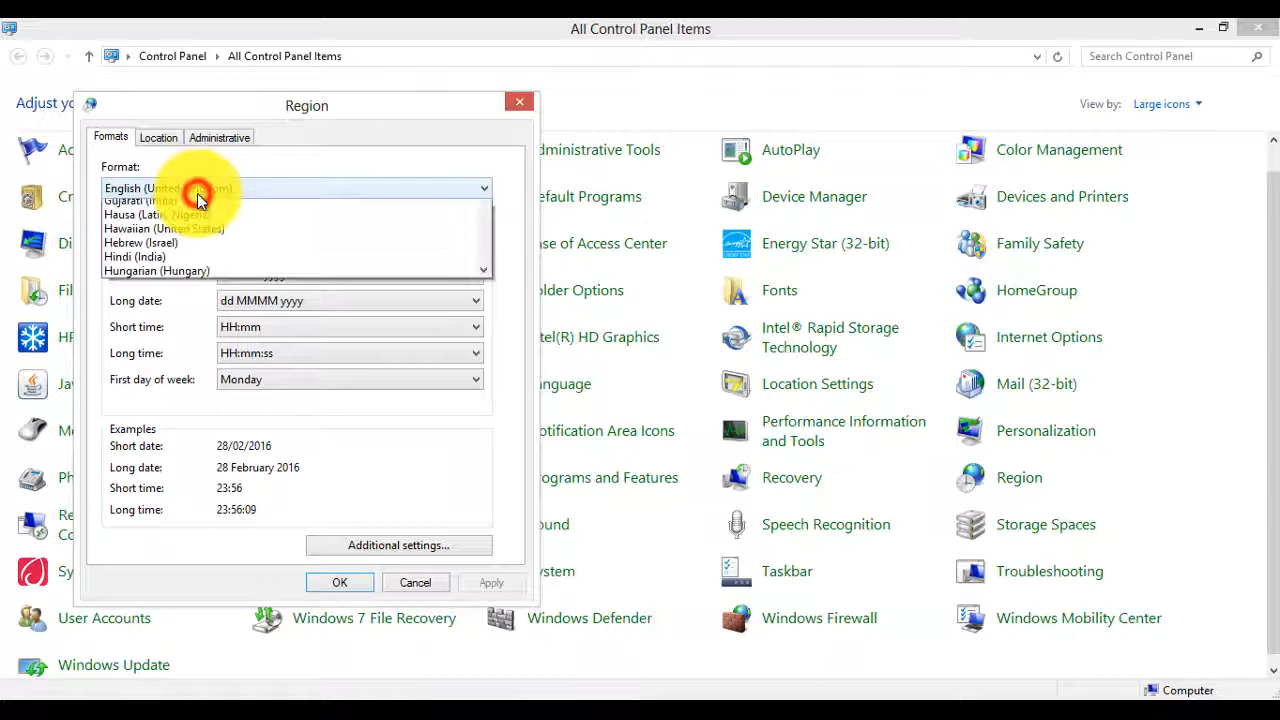 All Control Panel Items
Control Panel
All Control Panel Items
Search Control Panel
View by: Large icons
Region
Formats
Location
Administrative
Format:
English (United Kingdom)
Gujarati (India)
Hausa (Latin, Nigeria)
Hawaiian (United States)
Hebrew (Israel)
Hindi (India)
Hungarian (Hungary)
Long date:
dd MMMM yyyy
Short time:
HH:mm
Long time:
HH:mm:ss
First day of week:
Monday
Examples
Short date:
28/02/2016
Long date:
28 February 2016
Short time:
23:56
Long time:
23:56:09
Additional settings...
OK
Cancel
Apply
Adjust yo
dministrative Tools
AutoPlay
Color Management
efault Programs
Device Manager
Devices and Printers
ase of Access Center
Energy Star (32-bit)
Family Safety
older Options
Fonts
HomeGroup
tel(R) HD Graphics
Intel® Rapid Storage
Technology
Internet Options
anguage
Location Settings
Mail (32-bit)
otification Area Icons
Performance Information
and Tools
Personalization
rograms and Features
Recovery
Region
ound
Speech Recognition
Storage Spaces
stem
Taskbar
Troubleshooting
User Accounts
Windows 7 File Recovery
Windows Defender
Windows Firewall
Windows Mobility Center
Windows Update
Computer